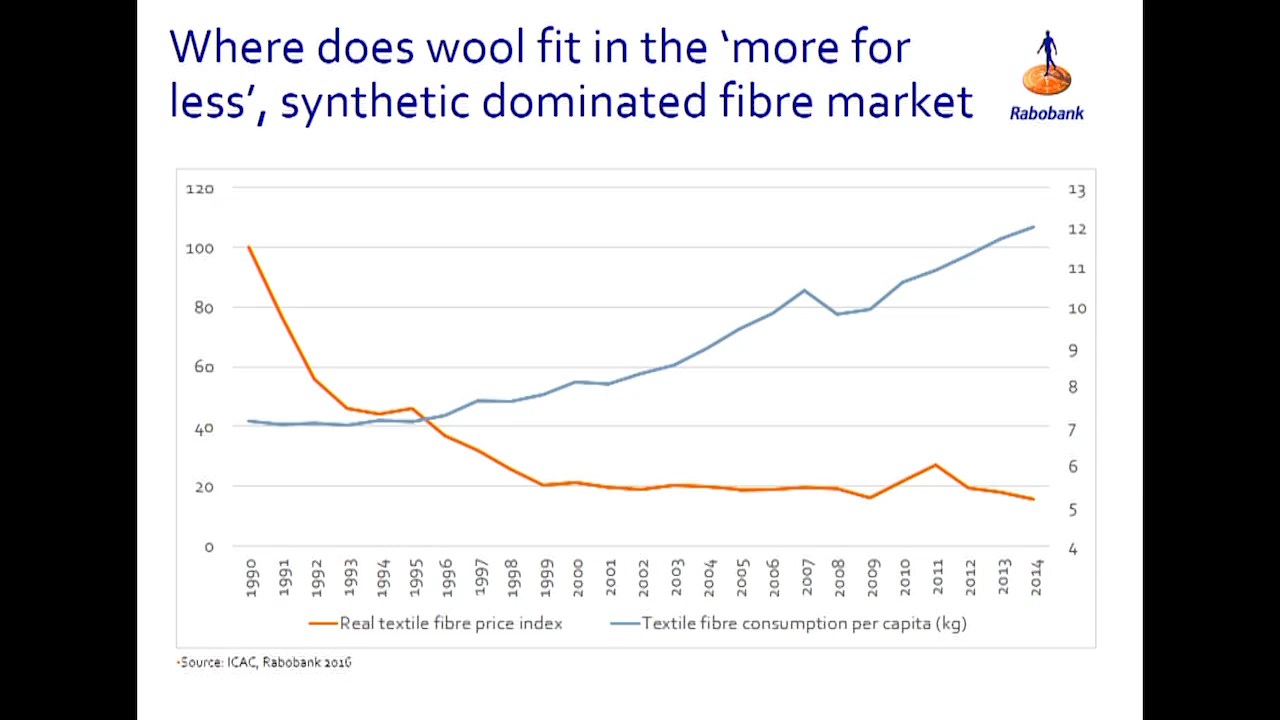 Where does wool fit in the ‘more for
less’, synthetic dominated fibre market
Rabobank
120
100
80
60
40
20
0
13
12
11
10
9
8
7
6
5
4
1990 1991 1992 1993 1994 1995 1996 1997 1998 1999 2000 2001 2002 2003 2004 2005 2006 2007 2008 2009 2010 2011 2012 2013 2014
Real textile fibre price index Textile fibre consumption per capita (kg)
•Source: ICAC, Rabobank 2016